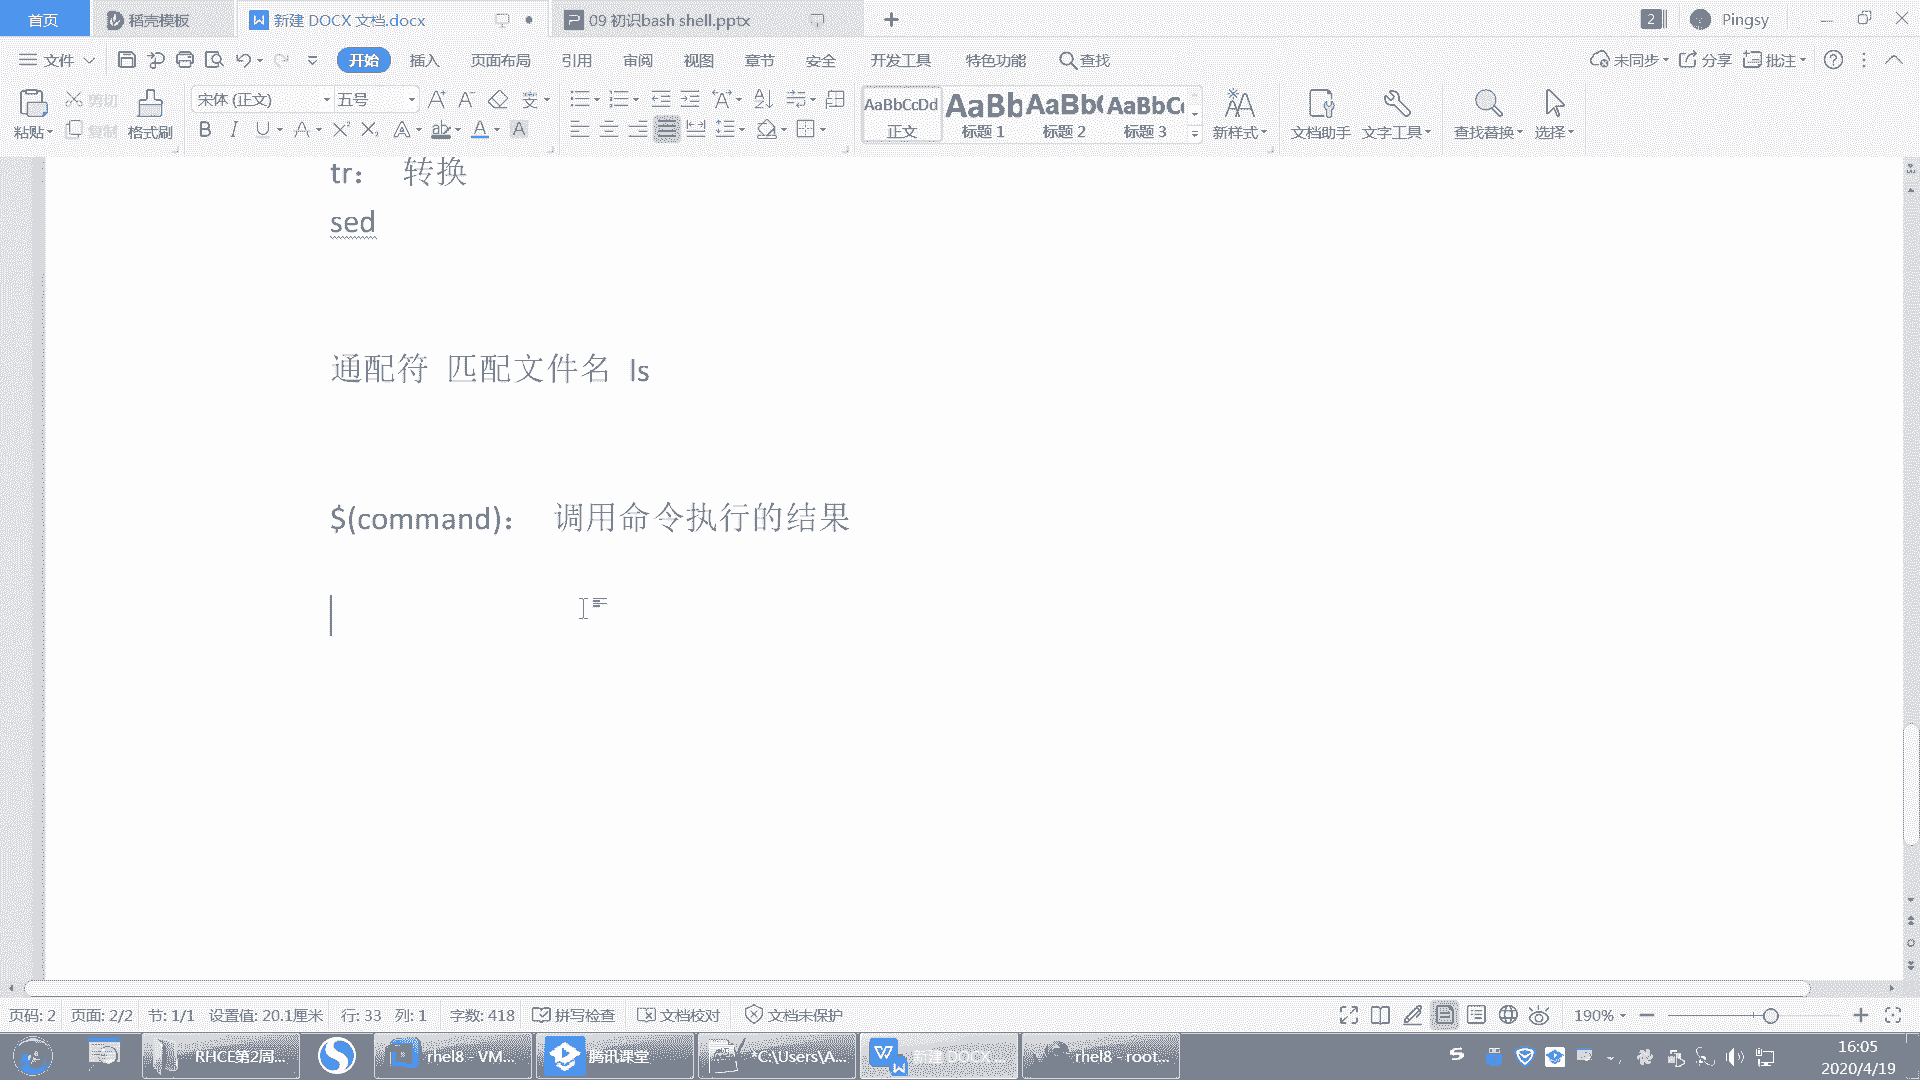 首页 稻壳模板 新建 DOCX 文档.docx 09 初识bash shell.pptx 2 Pingsy
文件 开始 插入 页面布局 引用 审阅 视图 章节 安全 开发工具 特色功能 查找 未同步 分享 批注
宋体 (正文) 五号 AaBbCcDd AaBb AaBb( AaBbC
粘贴 剪切 复制 格式刷 正文 标题 1 标题 2 标题 3 新样式 文档助手 文字工具 查找替换 选择
tr： 转换
sed
通配符 匹配文件名 ls
$(command)： 调用命令执行的结果
页码: 2 页面: 2/2 节: 1/1 设置值: 20.1厘米 行: 33 列: 1 字数: 418 拼写检查 文档校对 文档未保护 190%
RHCE第2周... rhel8 - VM... 腾讯课堂 *C:\Users\A... 新建 DOCX ... rhel8 - root... 16:05
2020/4/19